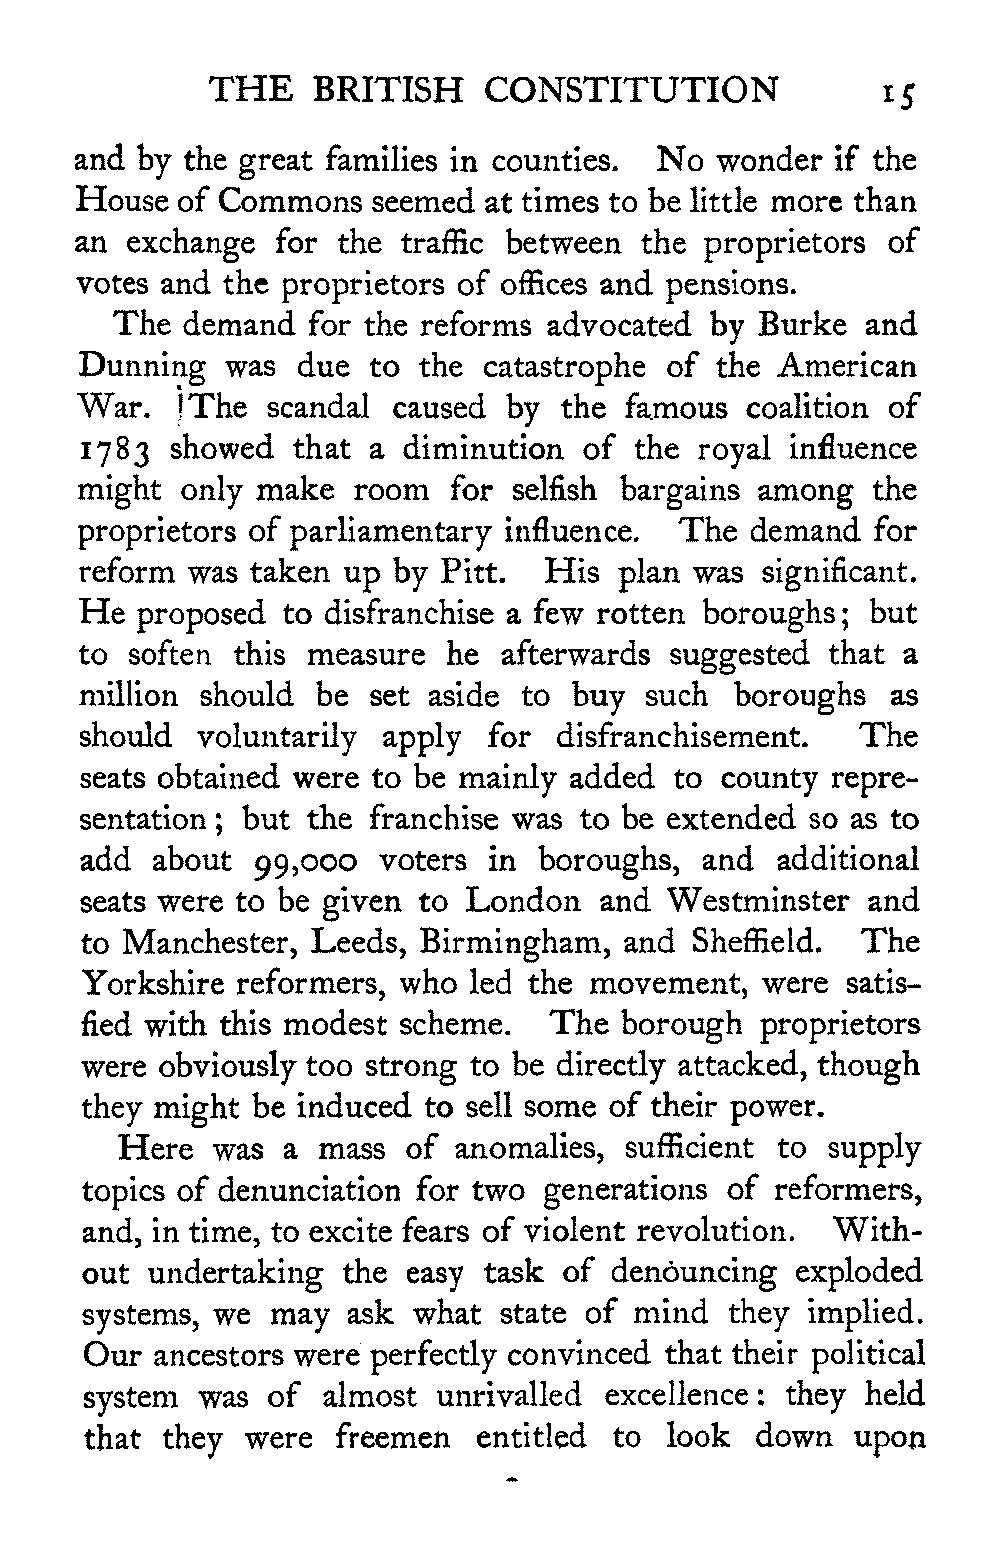 THE BRITISH CONSTITUTION 15
and by the great families in counties. No wonder if the
House of Commons seemed at times to be little more than
an exchange for the traffic between the proprietors of
votes and the proprietors of offices and pensions.
The demand for the reforms advocated by Burke and
Dunning was due to the catastrophe of the American
War. The scandal caused by the famous coalition of
1783 showed that a diminution of the royal influence
might only make room for selfish bargains among the
proprietors of parliamentary influence. The demand for
reform was taken up by Pitt. His plan was significant.
He proposed to disfranchise a few rotten boroughs; but
to soften this measure he afterwards suggested that a
million should be set aside to buy such boroughs as
should voluntarily apply for disfranchisement. The
seats obtained were to be mainly added to county repre-
sentation; but the franchise was to be extended so as to
add about 99,000 voters in boroughs, and additional
seats were to be given to London and Westminster and
to Manchester, Leeds, Birmingham, and Sheffield. The
Yorkshire reformers, who led the movement, were satis-
fied with this modest scheme. The borough proprietors
were obviously too strong to be directly attacked, though
they might be induced to sell some of their power.
Here was a mass of anomalies, sufficient to supply
topics of denunciation for two generations of reformers,
and, in time, to excite fears of violent revolution. With-
out undertaking the easy task of denouncing exploded
systems, we may ask what state of mind they implied.
Our ancestors were perfectly convinced that their political
system was of almost unrivalled excellence: they held
that they were freemen entitled to look down upon